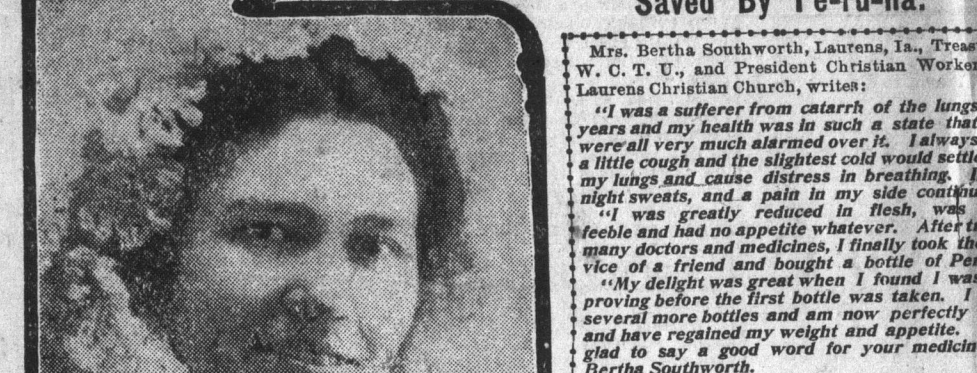 Saved By Pe-ru-na.
Mrs. Bertha Southworth, Laurens, Ia., Treas
W. C. T. U., and President Christian Worker
Laurens Christian Church, writes:
"I was a sufferer from catarrh of the lungs
years and my health was in such a state that
were all very much alarmed over it. I always
a little cough and the slightest cold would settle
my lungs and cause distress in breathing. I
night sweats, and a pain in my side continu
"I was greatly reduced in flesh, was
feeble and had no appetite whatever. After t
many doctors and medicines, I finally took the
vice of a friend and bought a bottle of Pe
"My delight was great when I found I was
proving before the first bottle was taken. I
several more bottles and am now perfectly
and have regained my weight and appetite.
glad to say a good word for your medicin
Bertha Southworth.